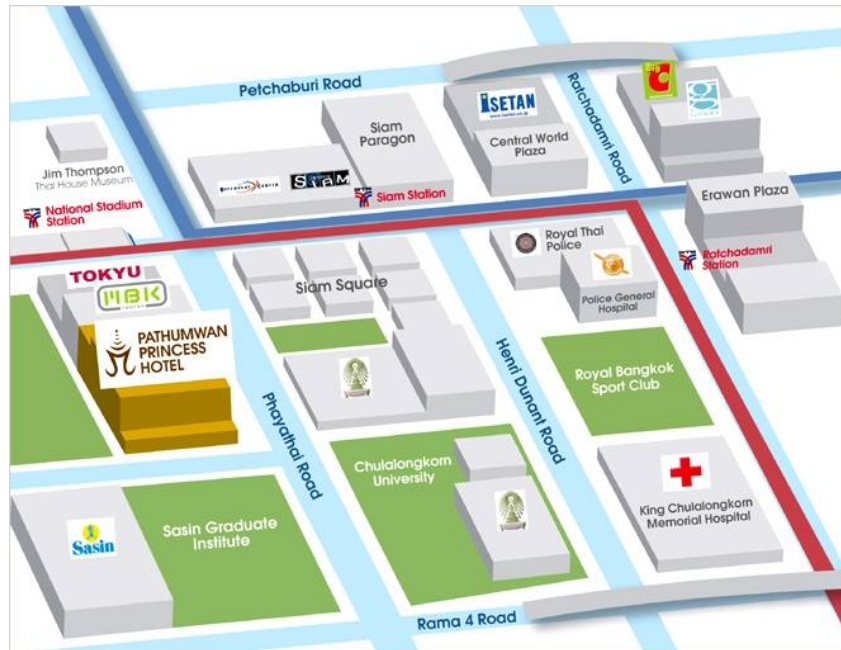 Petchaburi Road
Ratchadamri Road
Big
C
g
ISETAN
Central World
Plaza
Siam
Paragon
Siam Station
Jim Thompson
Thai House Museum
National Stadium
Station
Erawan Plaza
Ratchadamri
Station
Royal Thai
Police
Police General
Hospital
TOKYU
MBK
PATHUMWAN
PRINCESS
HOTEL
Siam Square
Phayathai Road
Henri Dunant Road
Royal Bangkok
Sport Club
Chulalongkorn
University
King Chulalongkorn
Memorial Hospital
Sasin
Sasin Graduate
Institute
Rama 4 Road